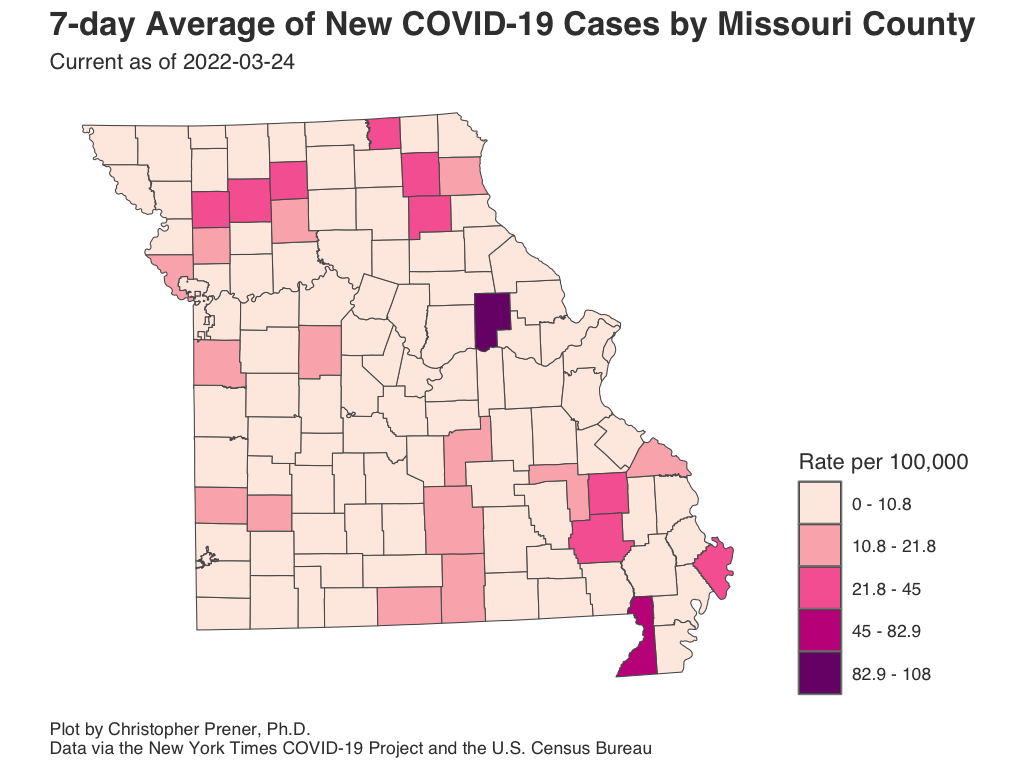 7-day Average of New COVID-19 Cases by Missouri County
Current as of 2022-03-24
Rate per 100,000
0 - 10.8
10.8 - 21.8
21.8 - 45
45 - 82.9
82.9 - 108
Plot by Christopher Prener, Ph.D.
Data via the New York Times COVID-19 Project and the U.S. Census Bureau